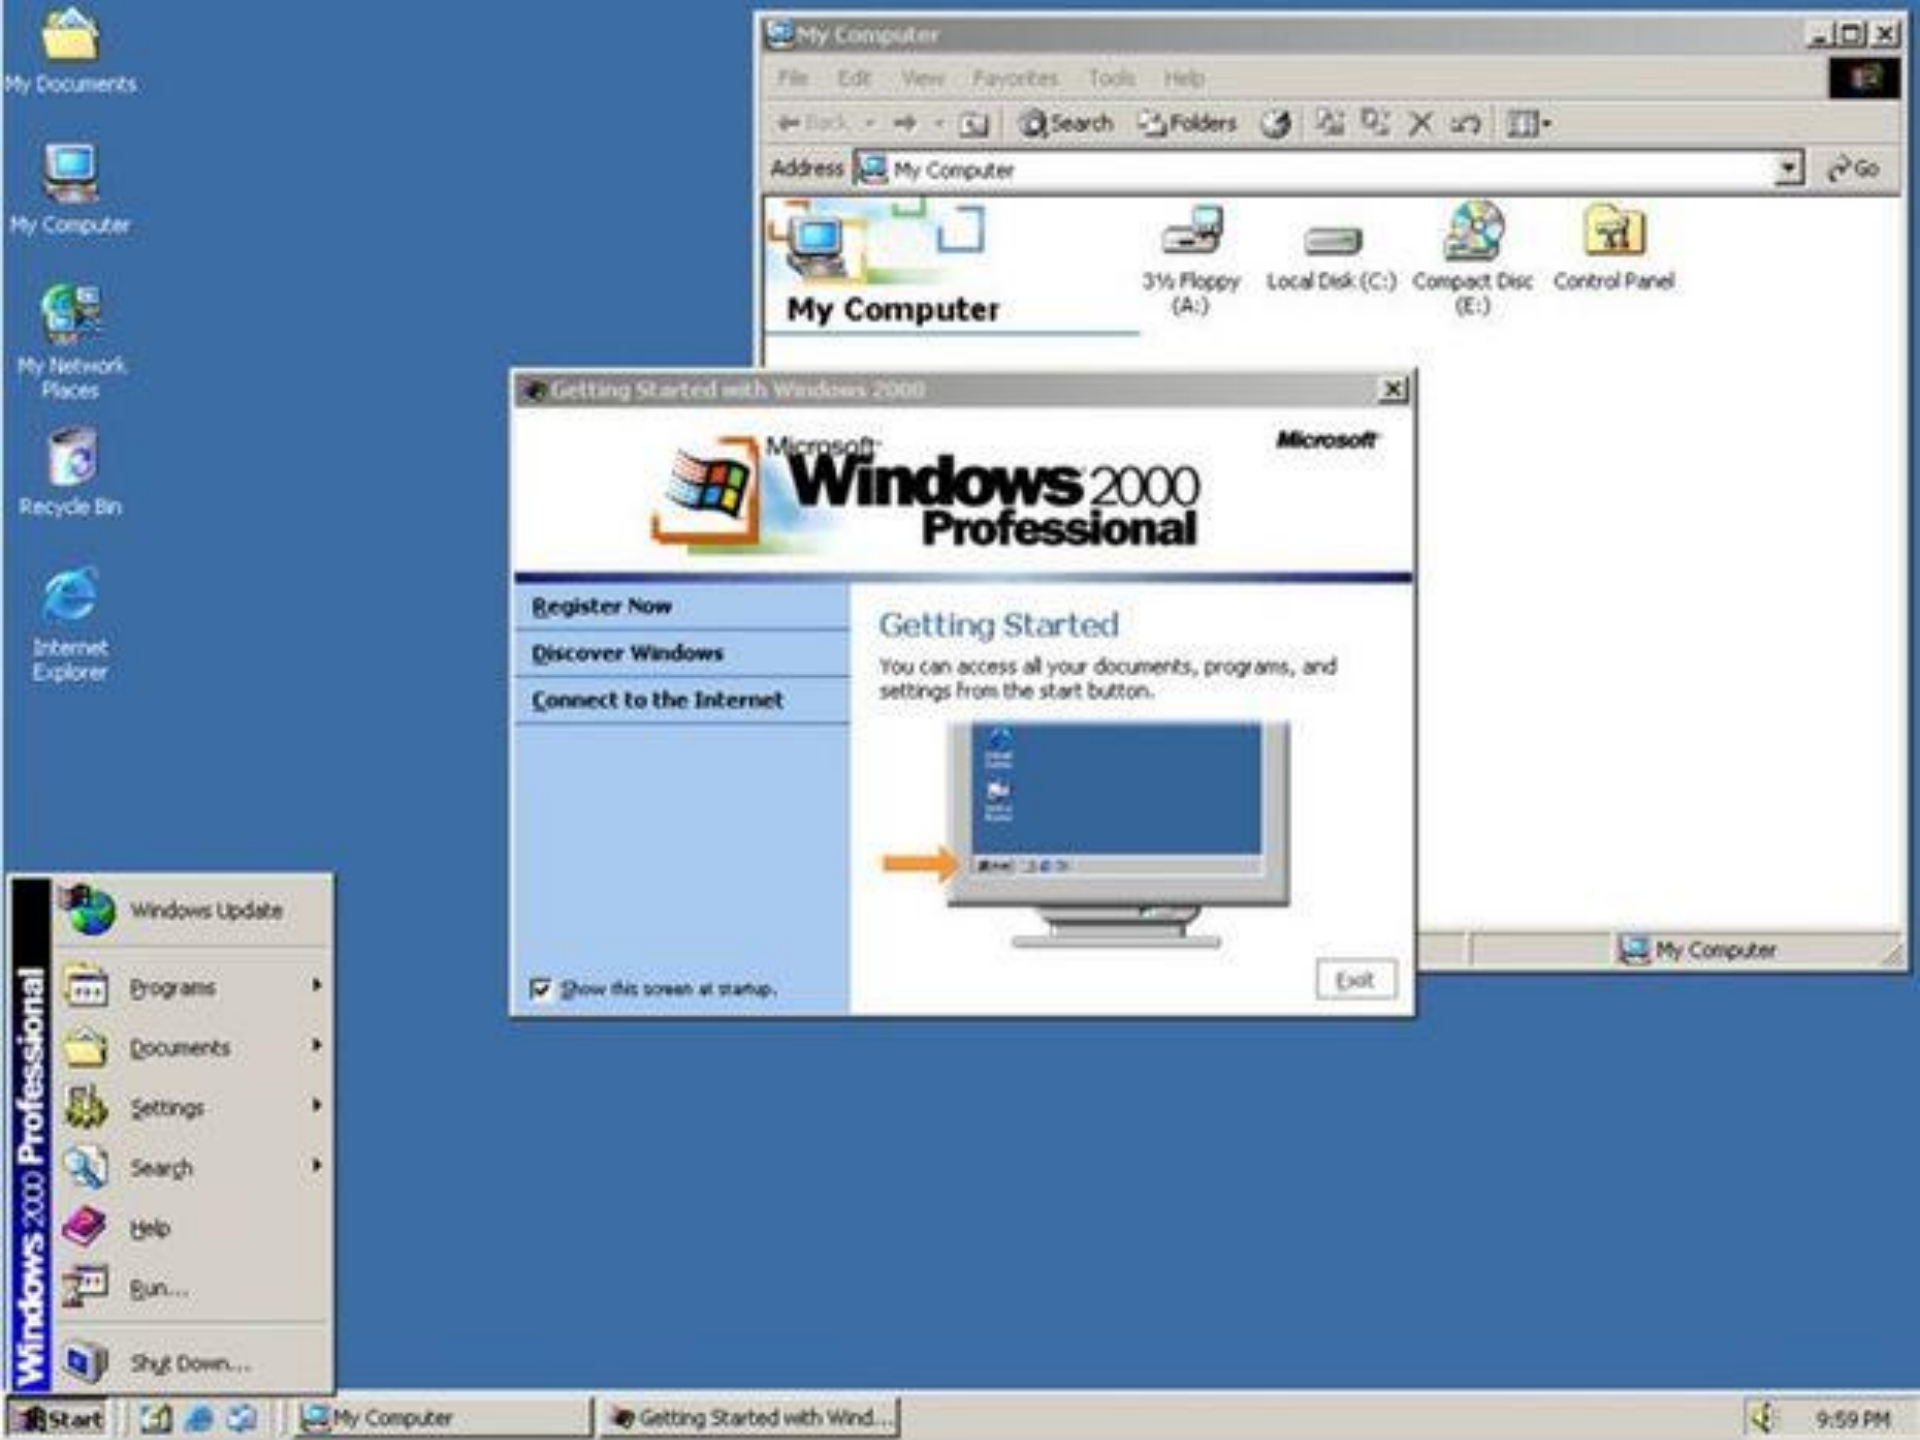 My Documents
My Computer
My Network
Places
Recycle Bin
Internet
Explorer
My Computer
File Edit View Favorites Tools Help
Back Search Folders
Address My Computer Go
My Computer
3½ Floppy
(A:)
Local Disk (C:)
Compact Disc
(E:)
Control Panel
My Computer
Getting Started with Windows 2000
Microsoft
Windows 2000
Professional
Microsoft
Register Now
Discover Windows
Connect to the Internet
Show this screen at startup.
Getting Started
You can access all your documents, programs, and
settings from the start button.
Exit
Windows 2000 Professional
Windows Update
Programs
Documents
Settings
Search
Help
Run...
Shut Down...
Start
My Computer
Getting Started with Wind...
9:59 PM